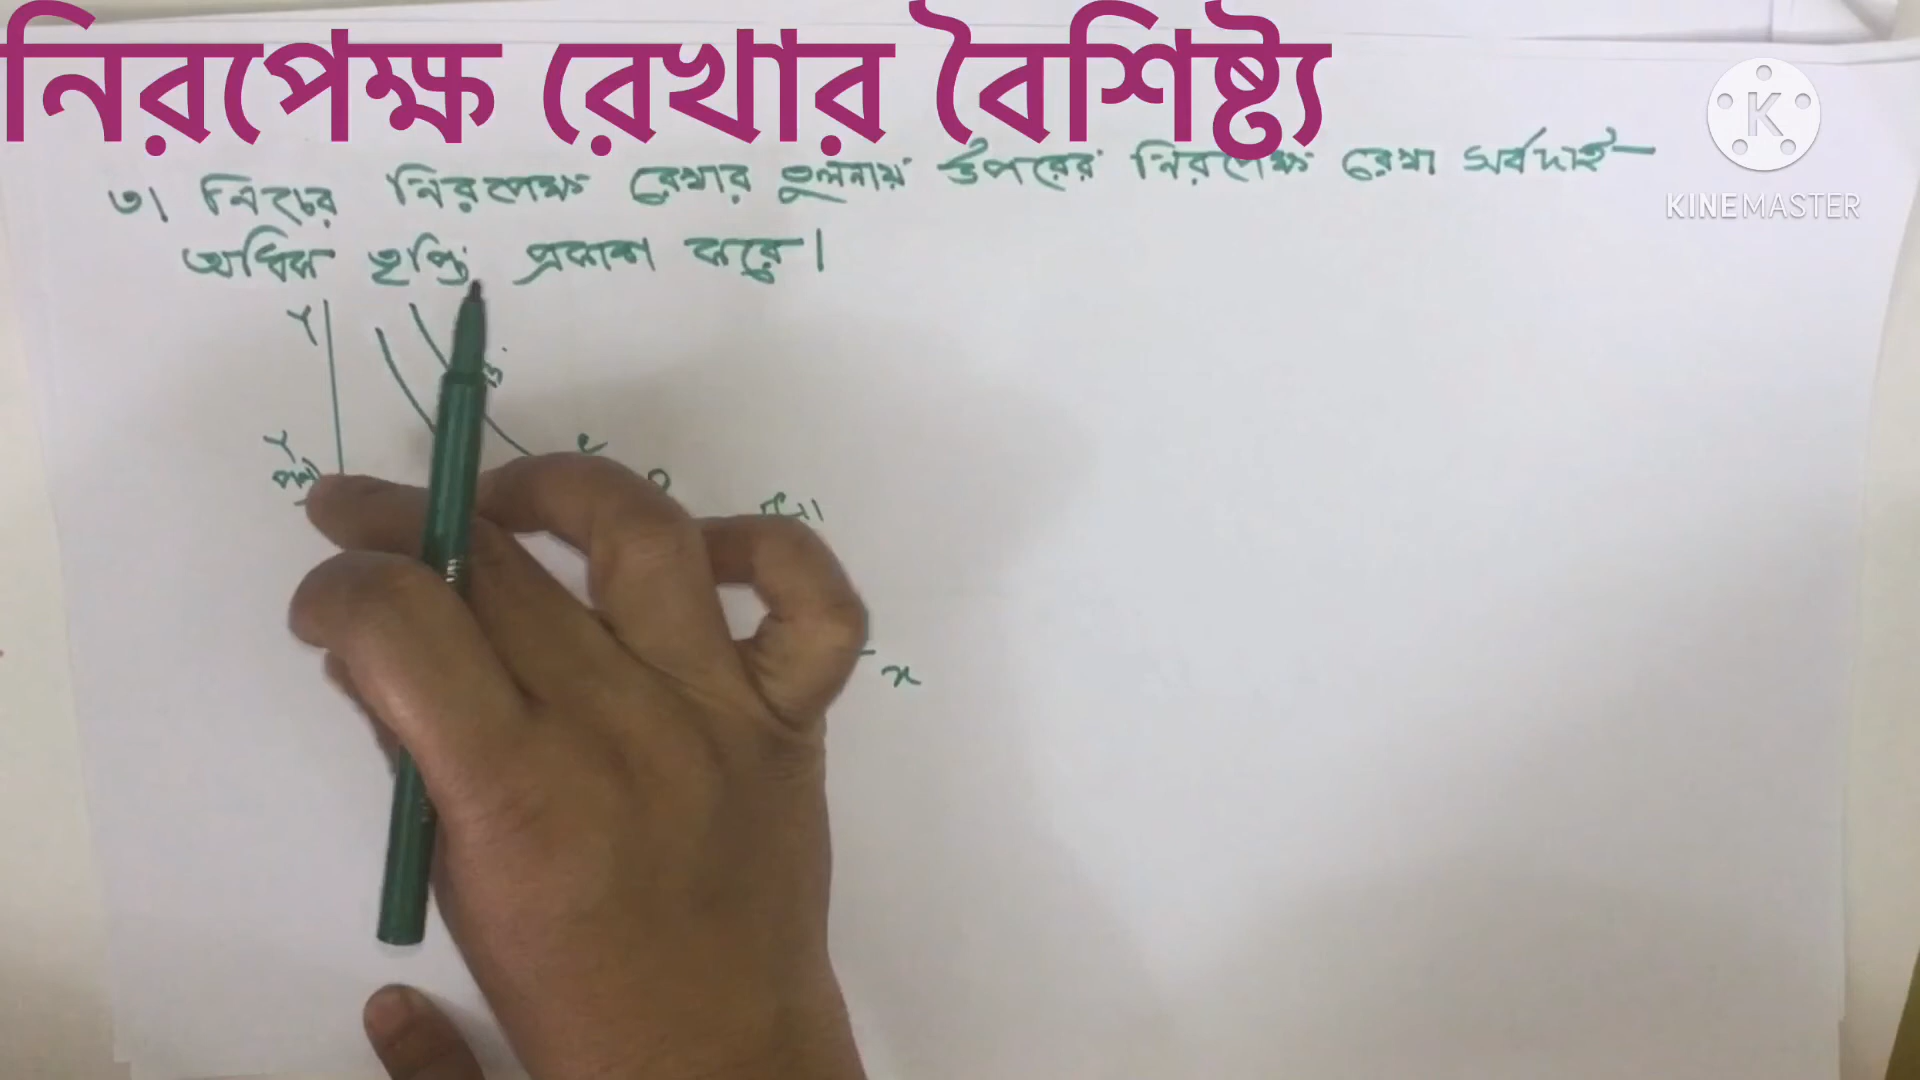 নিরপেক্ষ রেখার বৈশিষ্ট্য
KINEMASTER
৩। নিচের নিরপেক্ষ রেখার তুলনায় উপরের নিরপেক্ষ রেখা সর্বদাই
অধিক তৃপ্তি প্রকাশ করে।
Y
Y
x